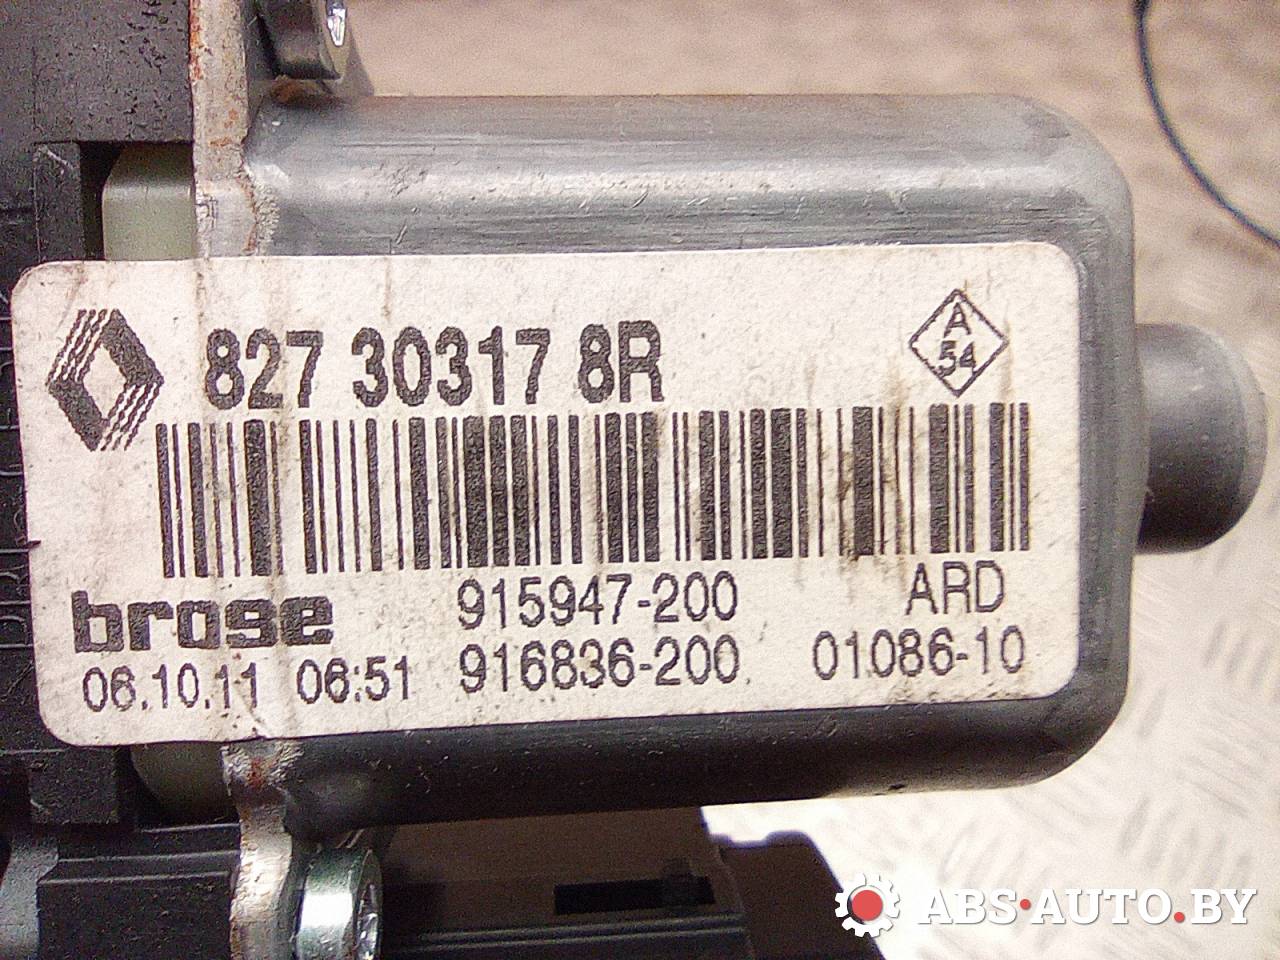 827 30317 8R
A
54
brose
915947-200
ARD
06.10.11 06:51
916836-200
01086-10
ABS·AUTO.BY